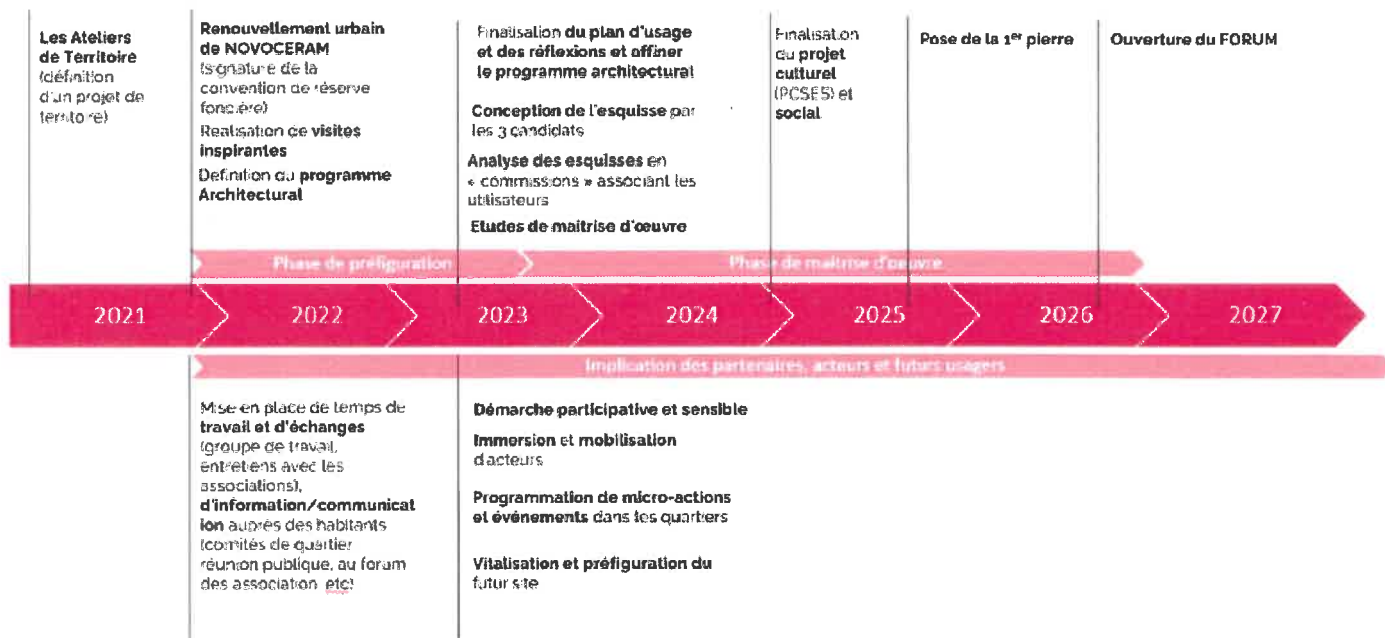 Les Ateliers
de Territoire
(définition
d'un projet de
territoire)
Renouvellement urbain
de NOVOCERAM
(signature de la
convention de réserve
foncière)
Réalisation de visites
inspirantes
Définition du programme
Architectural
Finalisation du plan d'usage
et des réflexions et affiner
le programme architectural
Conception de l'esquisse par
les 3 candidats
Analyse des esquisses en
« commissions » associant les
utilisateurs
Etudes de maitrise d'œuvre
Finalisation
du projet
culturel
(PCSES) et
social
Pose de la 1er pierre
Ouverture du FORUM
Phase de préfiguration
Phase de maitrise d'oeuvre
2021
2022
2023
2024
2025
2026
2027
Implication des partenaires, acteurs et futurs usagers
Mise en place de temps de
travail et d'échanges
(groupe de travail,
entretiens avec les
associations),
d'information/communicat
ion auprès des habitants
(comités de quartier
réunion publique, au forum
des association etc)
Démarche participative et sensible
Immersion et mobilisation
d'acteurs
Programmation de micro-actions
et événements dans les quartiers
Vitalisation et préfiguration du
futur site